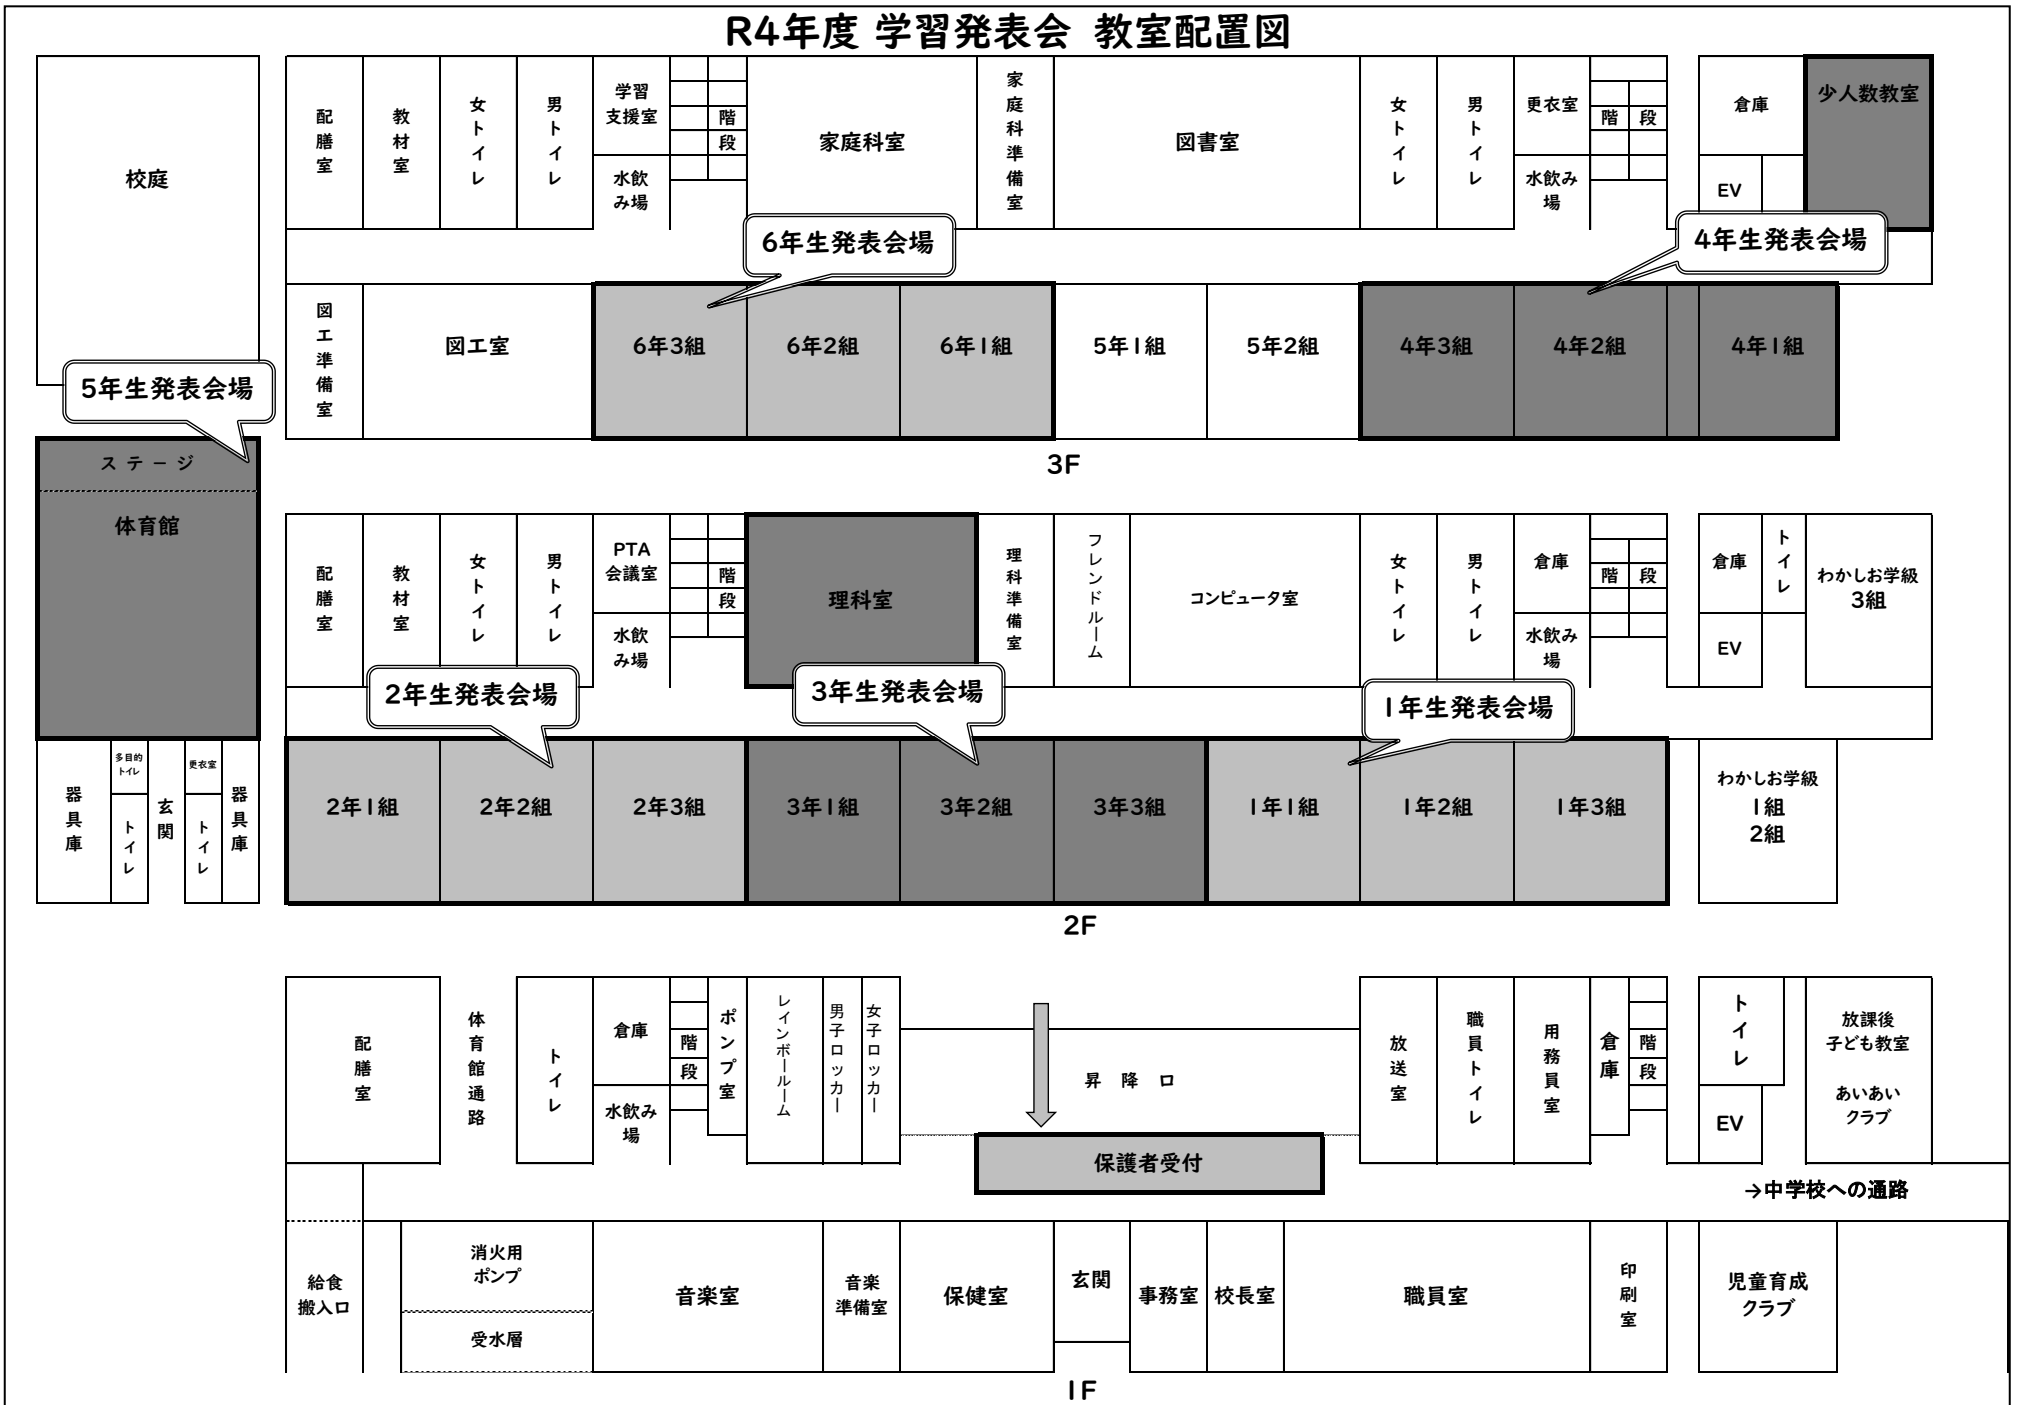 R4年度 学習発表会 教室配置図
校庭
配膳室
教材室
女トイレ
男トイレ
学習
支援室
水飲
み場
階
段
家庭科室
家庭科準備室
図書室
女トイレ
男トイレ
更衣室
水飲み
場
階 段
倉庫
EV
少人数教室
6年生発表会場
4年生発表会場
図工準備室
図工室
6年3組
6年2組
6年1組
5年1組
5年2組
4年3組
4年2組
4年1組
3F
5年生発表会場
ステージ
体育館
器具庫
多目的
トイレ
トイレ
玄関
更衣室
トイレ
器具庫
配膳室
教材室
女トイレ
男トイレ
PTA
会議室
水飲
み場
階
段
理科室
理科準備室
フレンドルーム
コンピュータ室
女トイレ
男トイレ
倉庫
水飲み
場
階 段
倉庫
トイレ
EV
わかしお学級
3組
2年生発表会場
3年生発表会場
1年生発表会場
2年1組
2年2組
2年3組
3年1組
3年2組
3年3組
1年1組
1年2組
1年3組
わかしお学級
1組
2組
2F
配膳室
体育館通路
トイレ
倉庫
水飲み
場
階
段
ポンプ室
レインボールーム
男子ロッカー
女子ロッカー
昇 降 口
保護者受付
放送室
職員トイレ
用務員室
倉庫
階
段
トイレ
EV
放課後
子ども教室
あいあい
クラブ
→中学校への通路
給食
搬入口
消火用
ポンプ
受水層
音楽室
音楽
準備室
保健室
玄関
事務室
校長室
職員室
印刷室
児童育成
クラブ
1F